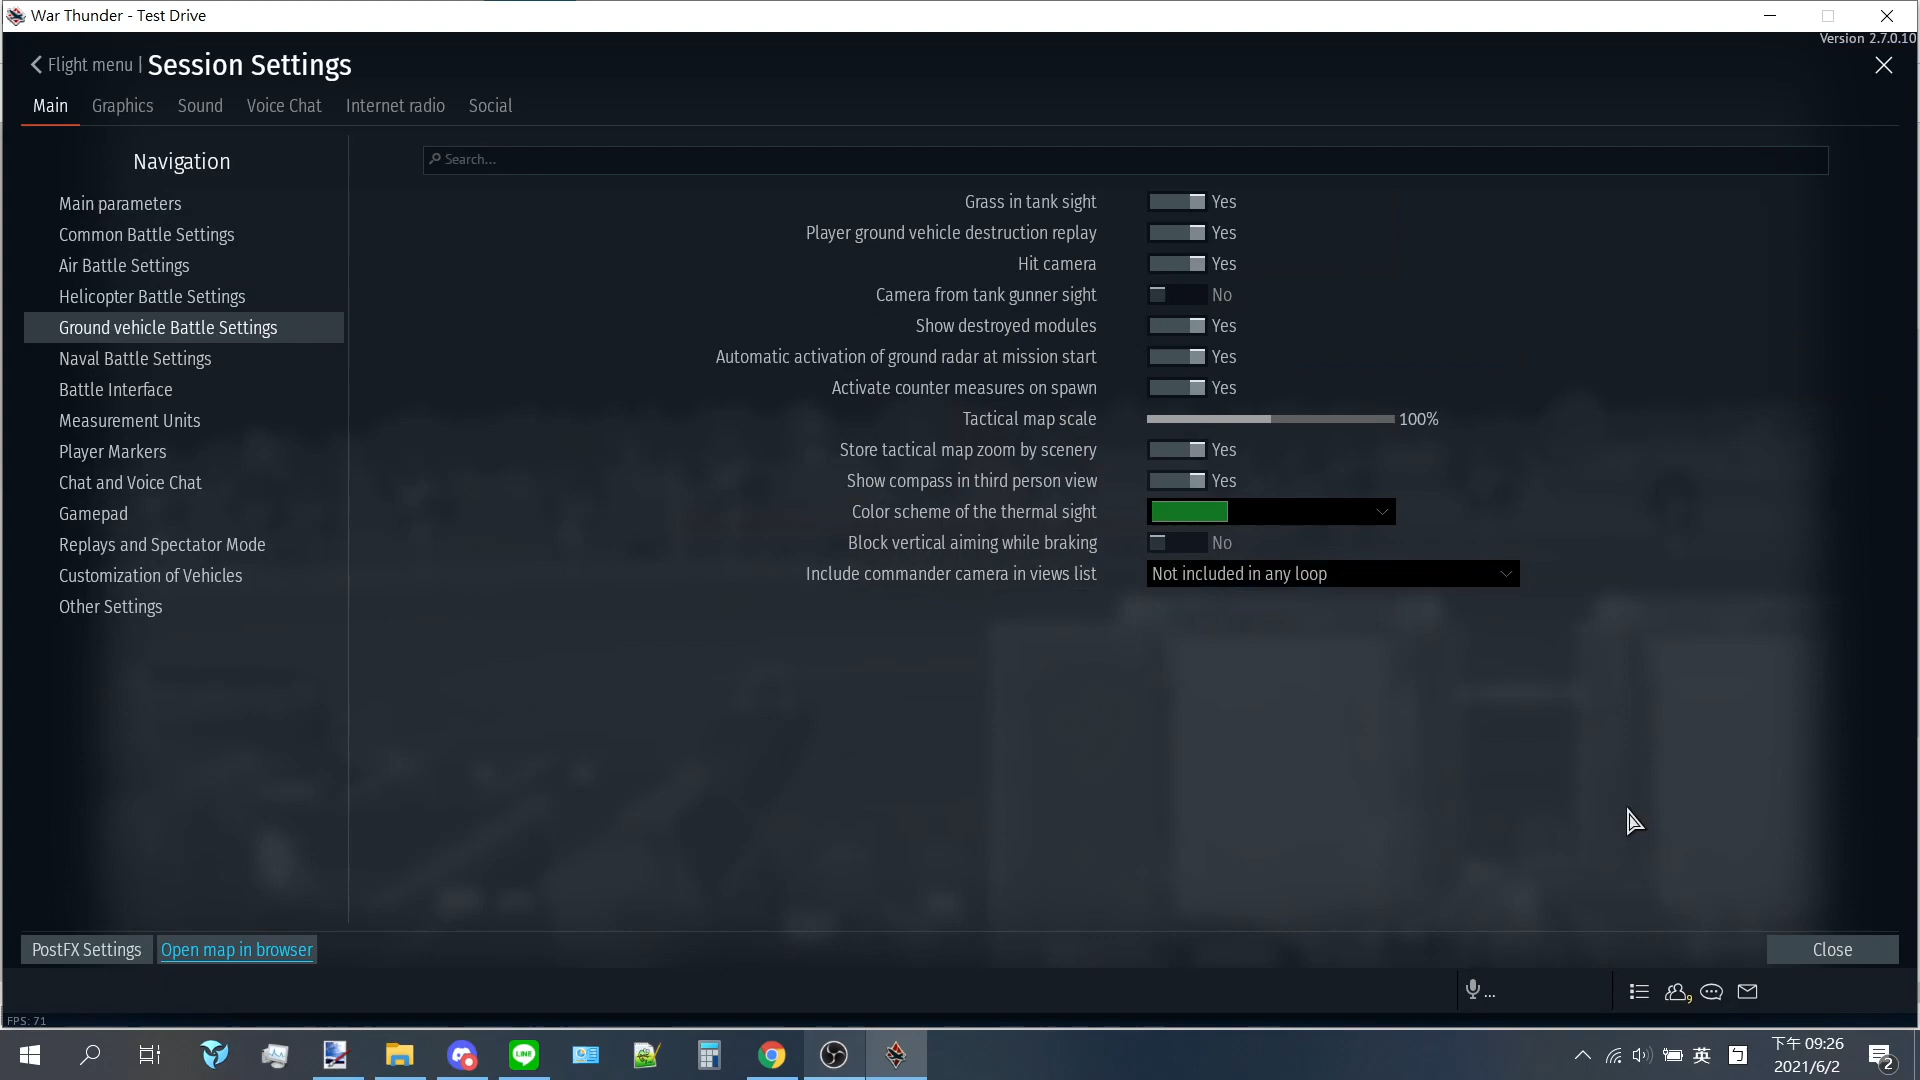 War Thunder - Test Drive
Version 2.7.0.10
Flight menu | Session Settings
Main Graphics Sound Voice Chat Internet radio Social
Navigation
Main parameters
Common Battle Settings
Air Battle Settings
Helicopter Battle Settings
Ground vehicle Battle Settings
Naval Battle Settings
Battle Interface
Measurement Units
Player Markers
Chat and Voice Chat
Gamepad
Replays and Spectator Mode
Customization of Vehicles
Other Settings
Search...
Grass in tank sight Yes
Player ground vehicle destruction replay Yes
Hit camera Yes
Camera from tank gunner sight No
Show destroyed modules Yes
Automatic activation of ground radar at mission start Yes
Activate counter measures on spawn Yes
Tactical map scale 100%
Store tactical map zoom by scenery Yes
Show compass in third person view Yes
Color scheme of the thermal sight
Block vertical aiming while braking No
Include commander camera in views list Not included in any loop
PostFX Settings Open map in browser Close
...
9
FPS: 71
LINE
英
ㄅ
下午 09:26
2021/6/2
2